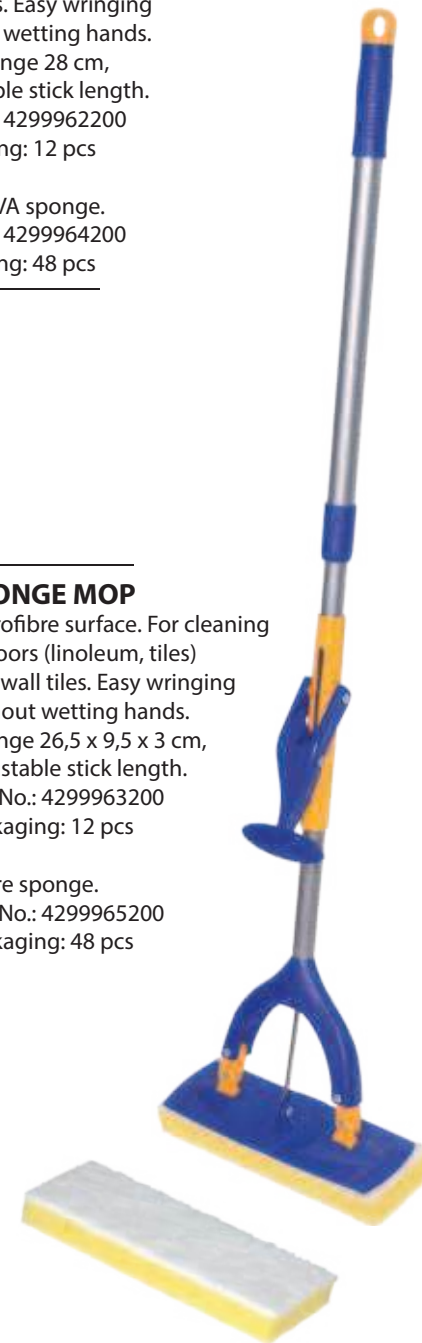 s. Easy wringing
wetting hands.
nge 28 cm,
ble stick length.
4299962200
ng: 12 pcs
VA sponge.
4299964200
ng: 48 pcs
ONGE MOP
rofibre surface. For cleaning
oors (linoleum, tiles)
wall tiles. Easy wringing
out wetting hands.
nge 26,5 x 9,5 x 3 cm,
stable stick length.
No.: 4299963200
kaging: 12 pcs
re sponge.
No.: 4299965200
kaging: 48 pcs